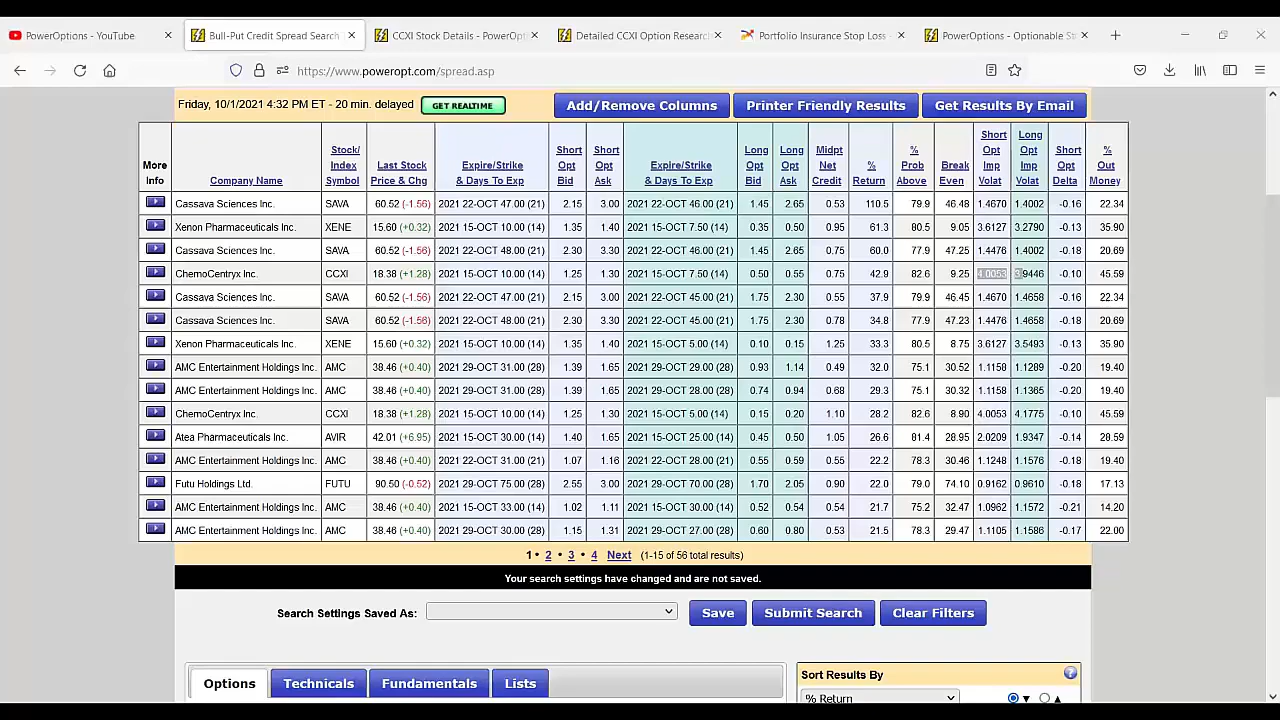 PowerOptions - YouTube
Bull-Put Credit Spread Search
CCXI Stock Details - PowerOpt
Detailed CCXI Option Research
Portfolio Insurance Stop Loss -
PowerOptions - Optionable St
https://www.poweropt.com/spread.asp
Friday, 10/1/2021 4:32 PM ET - 20 min. delayed GET REALTIME Add/Remove Columns Printer Friendly Results Get Results By Email
More Info Company Name Stock/ Index Symbol Last Stock Price & Chg Expire/Strike & Days To Exp Short Opt Bid Short Opt Ask Expire/Strike & Days To Exp Long Opt Bid Long Opt Ask Midpt Net Credit % Return % Prob Above Break Even Short Opt Imp Volat Long Opt Imp Volat Short Opt Delta % Out Money
Cassava Sciences Inc. SAVA 60.52 (-1.56) 2021 22-OCT 47.00 (21) 2.15 3.00 2021 22-OCT 46.00 (21) 1.45 2.65 0.53 110.5 79.9 46.48 1.4670 1.4002 -0.16 22.34
Xenon Pharmaceuticals Inc. XENE 15.60 (+0.32) 2021 15-OCT 10.00 (14) 1.35 1.40 2021 15-OCT 7.50 (14) 0.35 0.50 0.95 61.3 80.5 9.05 3.6127 3.2790 -0.13 35.90
Cassava Sciences Inc. SAVA 60.52 (-1.56) 2021 22-OCT 48.00 (21) 2.30 3.30 2021 22-OCT 46.00 (21) 1.45 2.65 0.75 60.0 77.9 47.25 1.4476 1.4002 -0.18 20.69
ChemoCentryx Inc. CCXI 18.38 (+1.28) 2021 15-OCT 10.00 (14) 1.25 1.30 2021 15-OCT 7.50 (14) 0.50 0.55 0.75 42.9 82.6 9.25 4.0053 3.9446 -0.10 45.59
Cassava Sciences Inc. SAVA 60.52 (-1.56) 2021 22-OCT 47.00 (21) 2.15 3.00 2021 22-OCT 45.00 (21) 1.75 2.30 0.55 37.9 79.9 46.45 1.4670 1.4658 -0.16 22.34
Cassava Sciences Inc. SAVA 60.52 (-1.56) 2021 22-OCT 48.00 (21) 2.30 3.30 2021 22-OCT 45.00 (21) 1.75 2.30 0.78 34.8 77.9 47.23 1.4476 1.4658 -0.18 20.69
Xenon Pharmaceuticals Inc. XENE 15.60 (+0.32) 2021 15-OCT 10.00 (14) 1.35 1.40 2021 15-OCT 5.00 (14) 0.10 0.15 1.25 33.3 80.5 8.75 3.6127 3.5493 -0.13 35.90
AMC Entertainment Holdings Inc. AMC 38.46 (+0.40) 2021 29-OCT 31.00 (28) 1.39 1.65 2021 29-OCT 29.00 (28) 0.93 1.14 0.49 32.0 75.1 30.52 1.1158 1.1289 -0.20 19.40
AMC Entertainment Holdings Inc. AMC 38.46 (+0.40) 2021 29-OCT 31.00 (28) 1.39 1.65 2021 29-OCT 28.00 (28) 0.74 0.94 0.68 29.3 75.1 30.32 1.1158 1.1365 -0.20 19.40
ChemoCentryx Inc. CCXI 18.38 (+1.28) 2021 15-OCT 10.00 (14) 1.25 1.30 2021 15-OCT 5.00 (14) 0.15 0.20 1.10 28.2 82.6 8.90 4.0053 4.1775 -0.10 45.59
Atea Pharmaceuticals Inc. AVIR 42.01 (+6.95) 2021 15-OCT 30.00 (14) 1.40 1.65 2021 15-OCT 25.00 (14) 0.45 0.50 1.05 26.6 81.4 28.95 2.0209 1.9347 -0.14 28.59
AMC Entertainment Holdings Inc. AMC 38.46 (+0.40) 2021 22-OCT 31.00 (21) 1.07 1.16 2021 22-OCT 28.00 (21) 0.55 0.59 0.55 22.2 78.3 30.46 1.1248 1.1576 -0.18 19.40
Futu Holdings Ltd. FUTU 90.50 (-0.52) 2021 29-OCT 75.00 (28) 2.55 3.00 2021 29-OCT 70.00 (28) 1.70 2.05 0.90 22.0 79.0 74.10 0.9162 0.9610 -0.18 17.13
AMC Entertainment Holdings Inc. AMC 38.46 (+0.40) 2021 15-OCT 33.00 (14) 1.02 1.11 2021 15-OCT 30.00 (14) 0.52 0.54 0.54 21.7 75.2 32.47 1.0962 1.1572 -0.21 14.20
AMC Entertainment Holdings Inc. AMC 38.46 (+0.40) 2021 29-OCT 30.00 (28) 1.15 1.31 2021 29-OCT 27.00 (28) 0.60 0.80 0.53 21.5 78.3 29.47 1.1105 1.1586 -0.17 22.00
1 • 2 • 3 • 4 Next (1-15 of 56 total results)
Your search settings have changed and are not saved.
Search Settings Saved As: Save Submit Search Clear Filters
Options Technicals Fundamentals Lists
Sort Results By
% Return